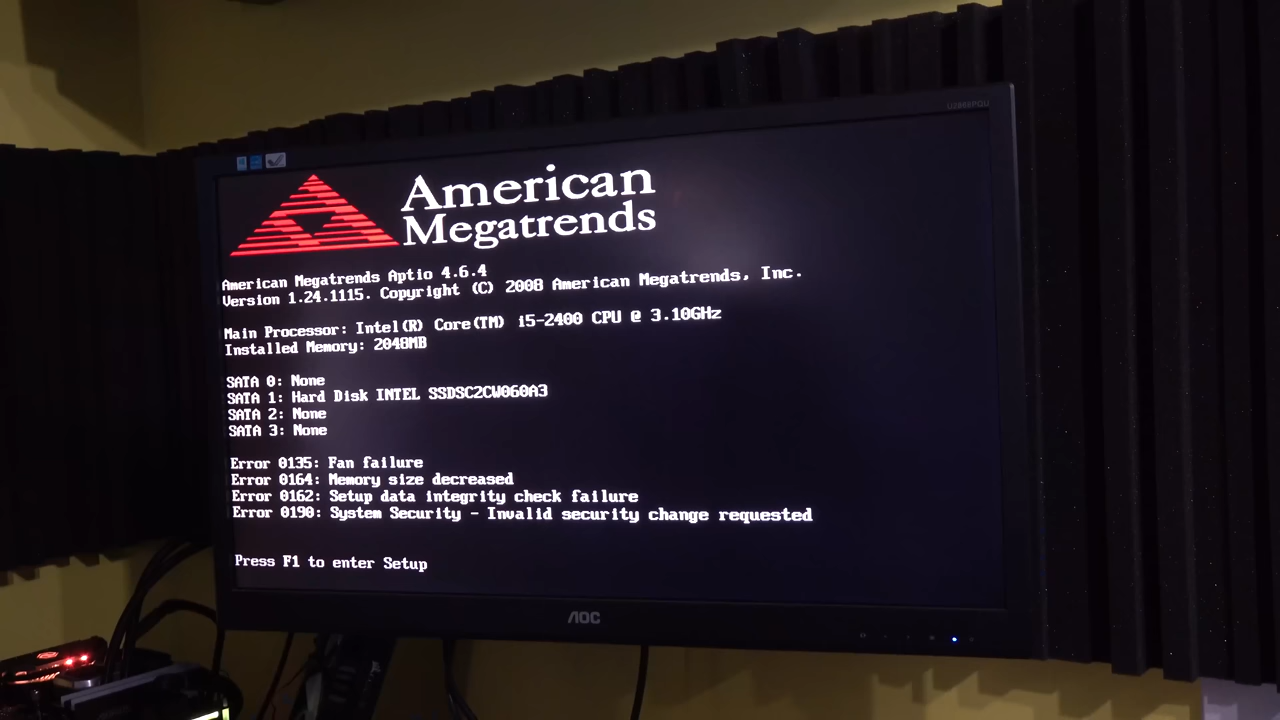 American
Megatrends
American Megatrends Aptio 4.6.4
Version 1.24.1115. Copyright (C) 2008 American Megatrends, Inc.
Main Processor: Intel(R) Core(TM) i5-2400 CPU @ 3.10GHz
Installed Memory: 2048MB
SATA 0: None
SATA 1: Hard Disk INTEL SSDSC2CW060A3
SATA 2: None
SATA 3: None
Error 0135: Fan failure
Error 0164: Memory size decreased
Error 0162: Setup data integrity check failure
Error 0190: System Security - Invalid security change requested
Press F1 to enter Setup
AOC